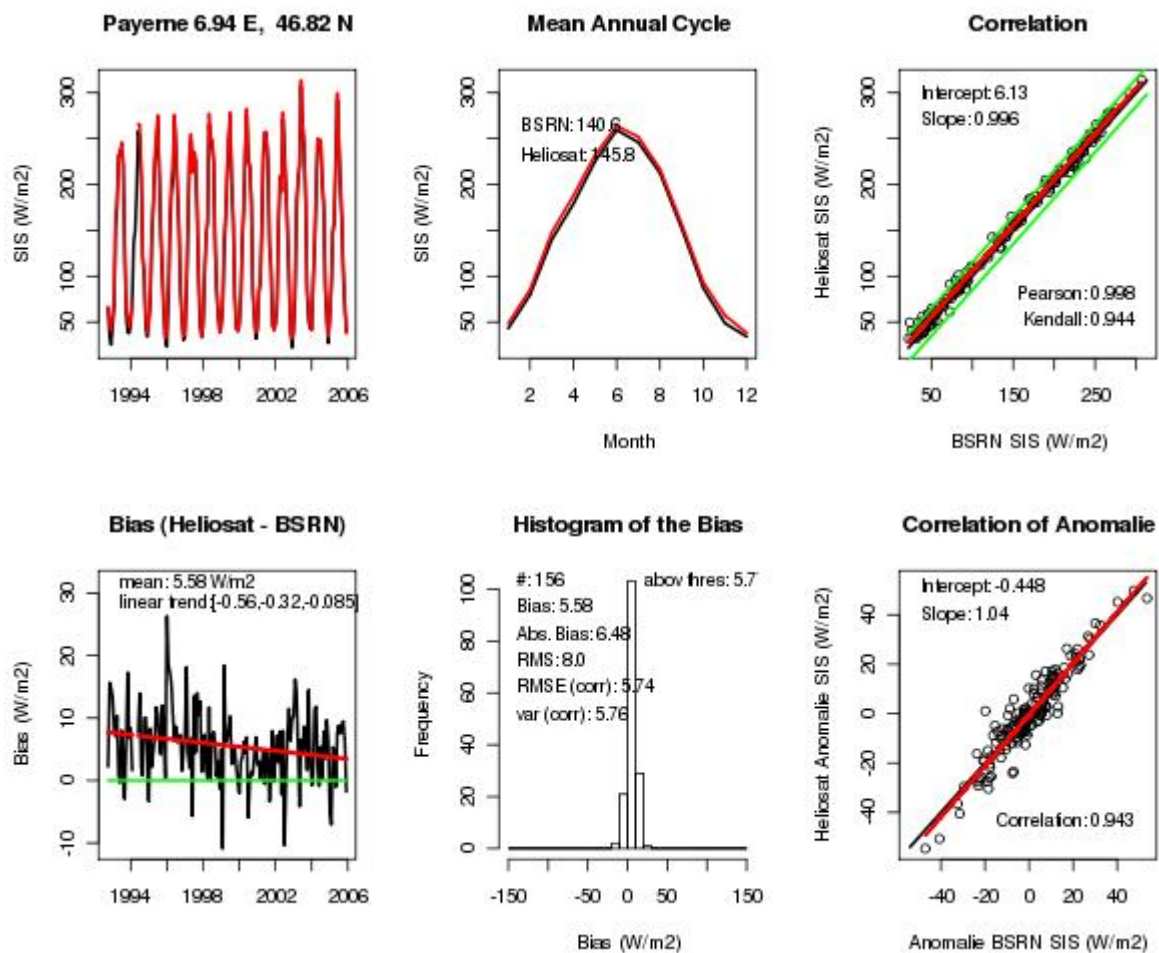 Payerne 6.94 E, 46.82 N
SIS (W/m2)
300
200
100
50
1994 1998 2002 2006
Mean Annual Cycle
SIS (W/m2)
300
200
100
50
BSRN: 140.6
Heliosat: 145.8
2 4 6 8 10 12
Month
Correlation
Heliosat SIS (W/m2)
300
200
100
50
Intercept: 6.13
Slope: 0.996
Pearson: 0.998
Kendall: 0.944
50 150 250
BSRN SIS (W/m2)
Bias (Heliosat - BSRN)
Bias (W/m2)
30
20
10
0
-10
mean: 5.58 W/m2
linear trend: [-0.56,-0.32,-0.085]
1994 1998 2002 2006
Histogram of the Bias
Frequency
100
80
60
40
20
0
#: 156
abov thres: 5.7
Bias: 5.58
Abs. Bias: 6.48
RMS: 8.0
RMSE (corr): 5.74
var (corr): 5.76
-150 -50 0 50 150
Bias (W/m2)
Correlation of Anomalie
Heliosat Anomalie SIS (W/m2)
40
20
0
-20
-40
Intercept: -0.448
Slope: 1.04
Correlation: 0.943
-40 -20 0 20 40
Anomalie BSRN SIS (W/m2)